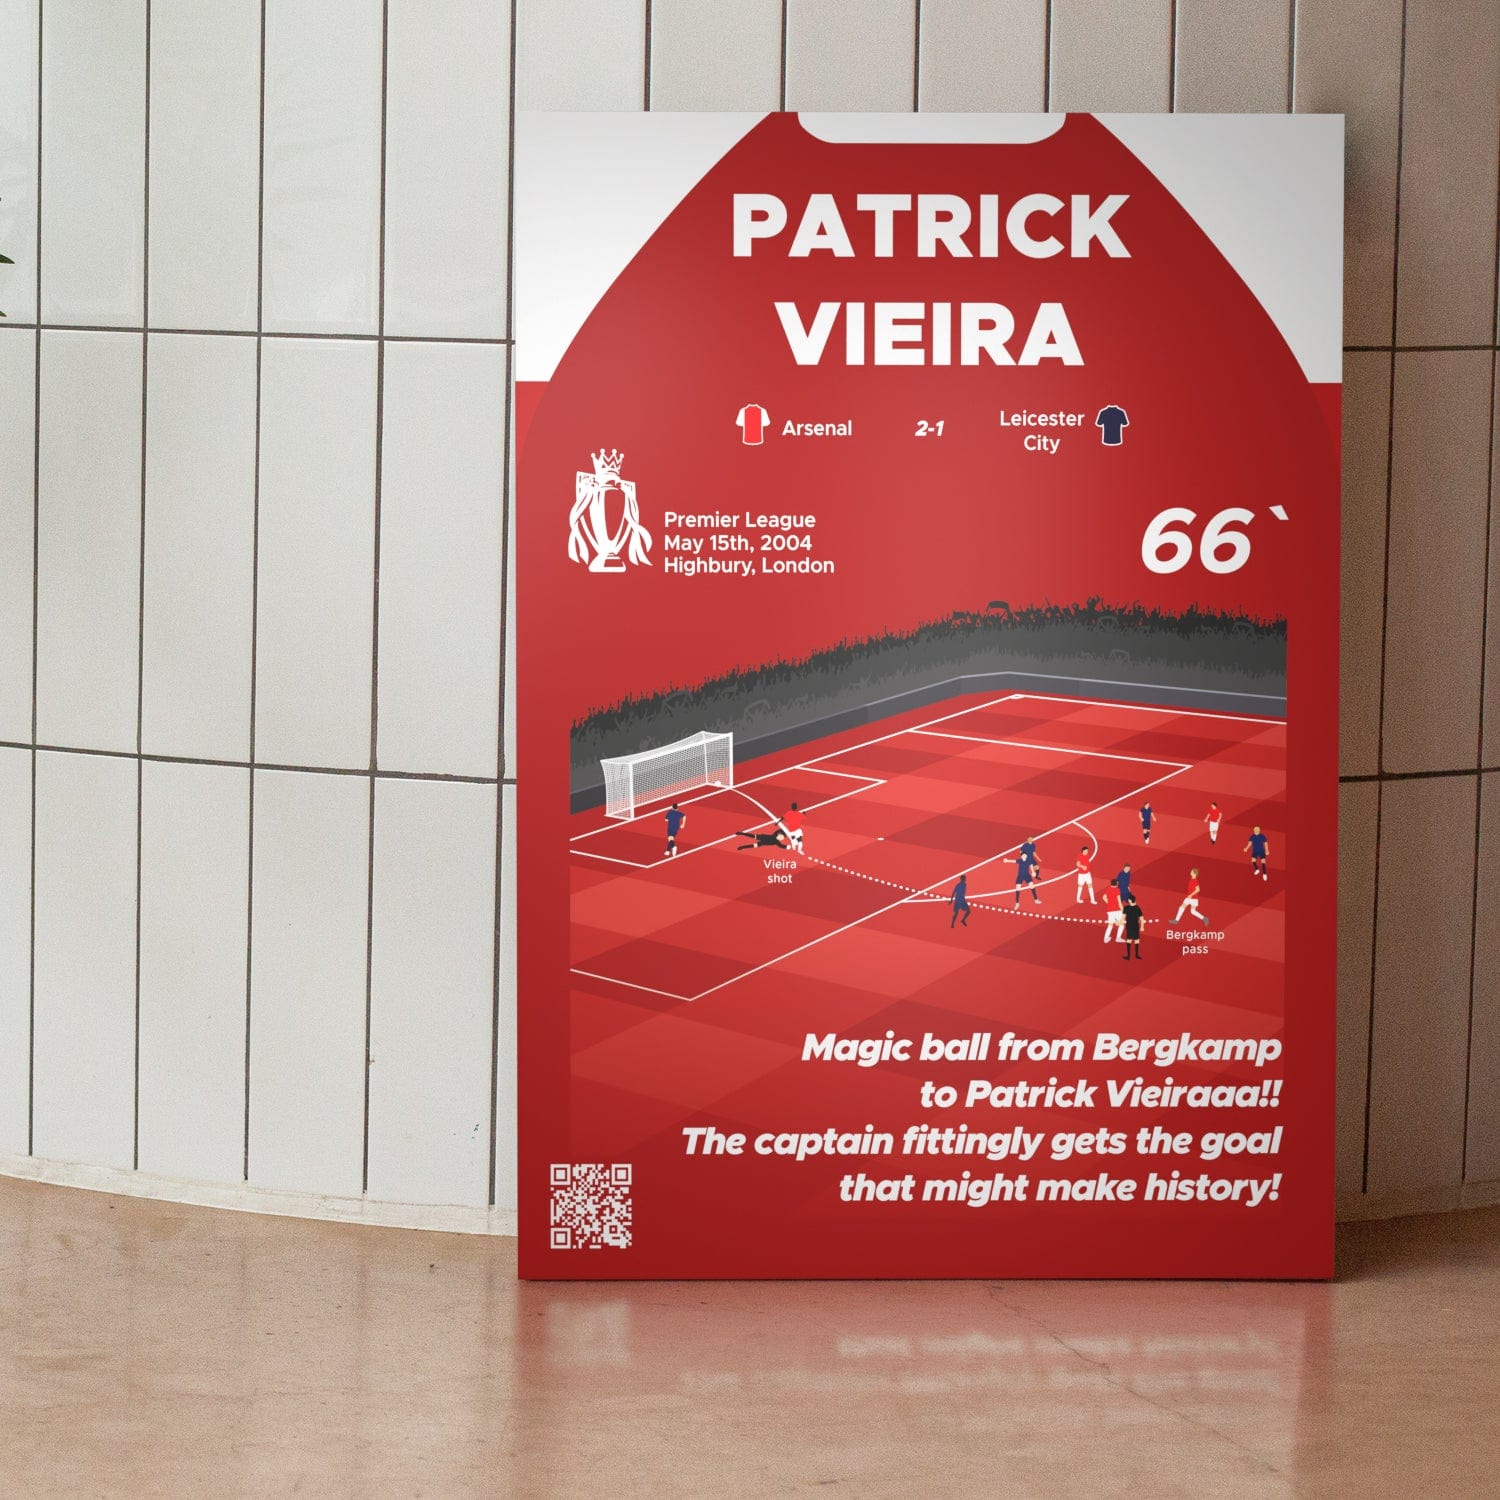 PATRICK
VIEIRA
Arsenal
2-1
Leicester
City
Premier League
May 15th, 2004
Highbury, London
66`
Vieira
shot
Bergkamp
pass
Magic ball from Bergkamp
to Patrick Vieiraaa!!
The captain fittingly gets the goal
that might make history!